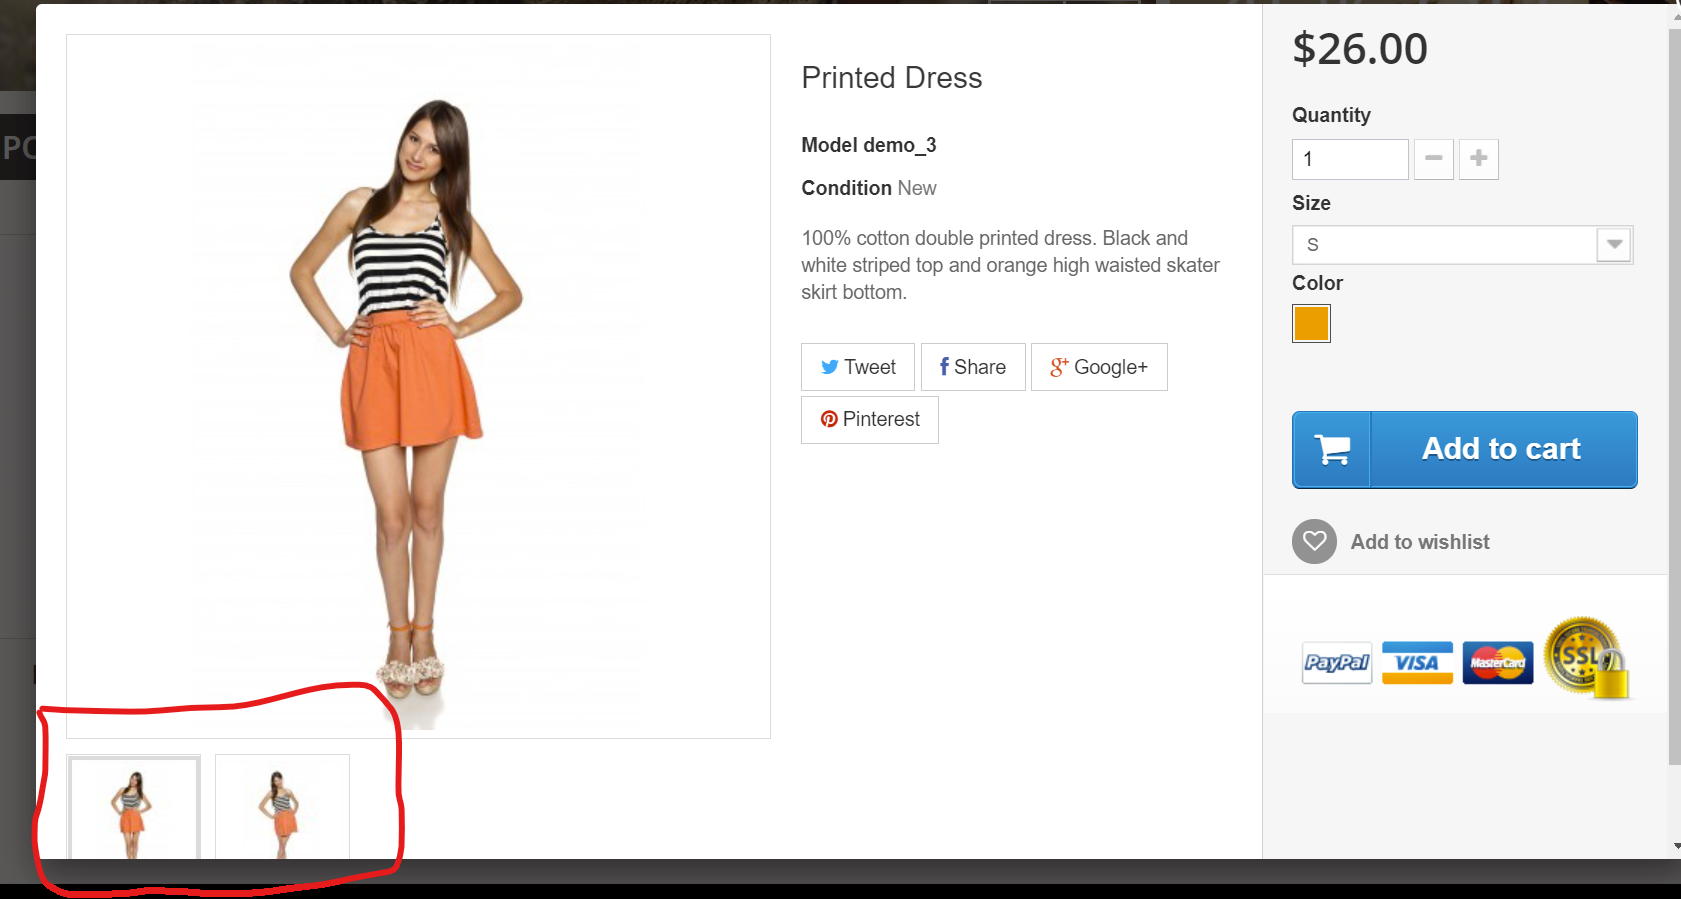 $26.00
Printed Dress
Quantity
Model demo_3
1
PO
Condition New
Size
100% cotton double printed dress. Black and
white striped top and orange high waisted skater
skirt bottom.
S
Color
Tweet
Share
Google+
Pinterest
Add to cart
Add to wishlist
PayPal
VISA
MasterCard
SSL